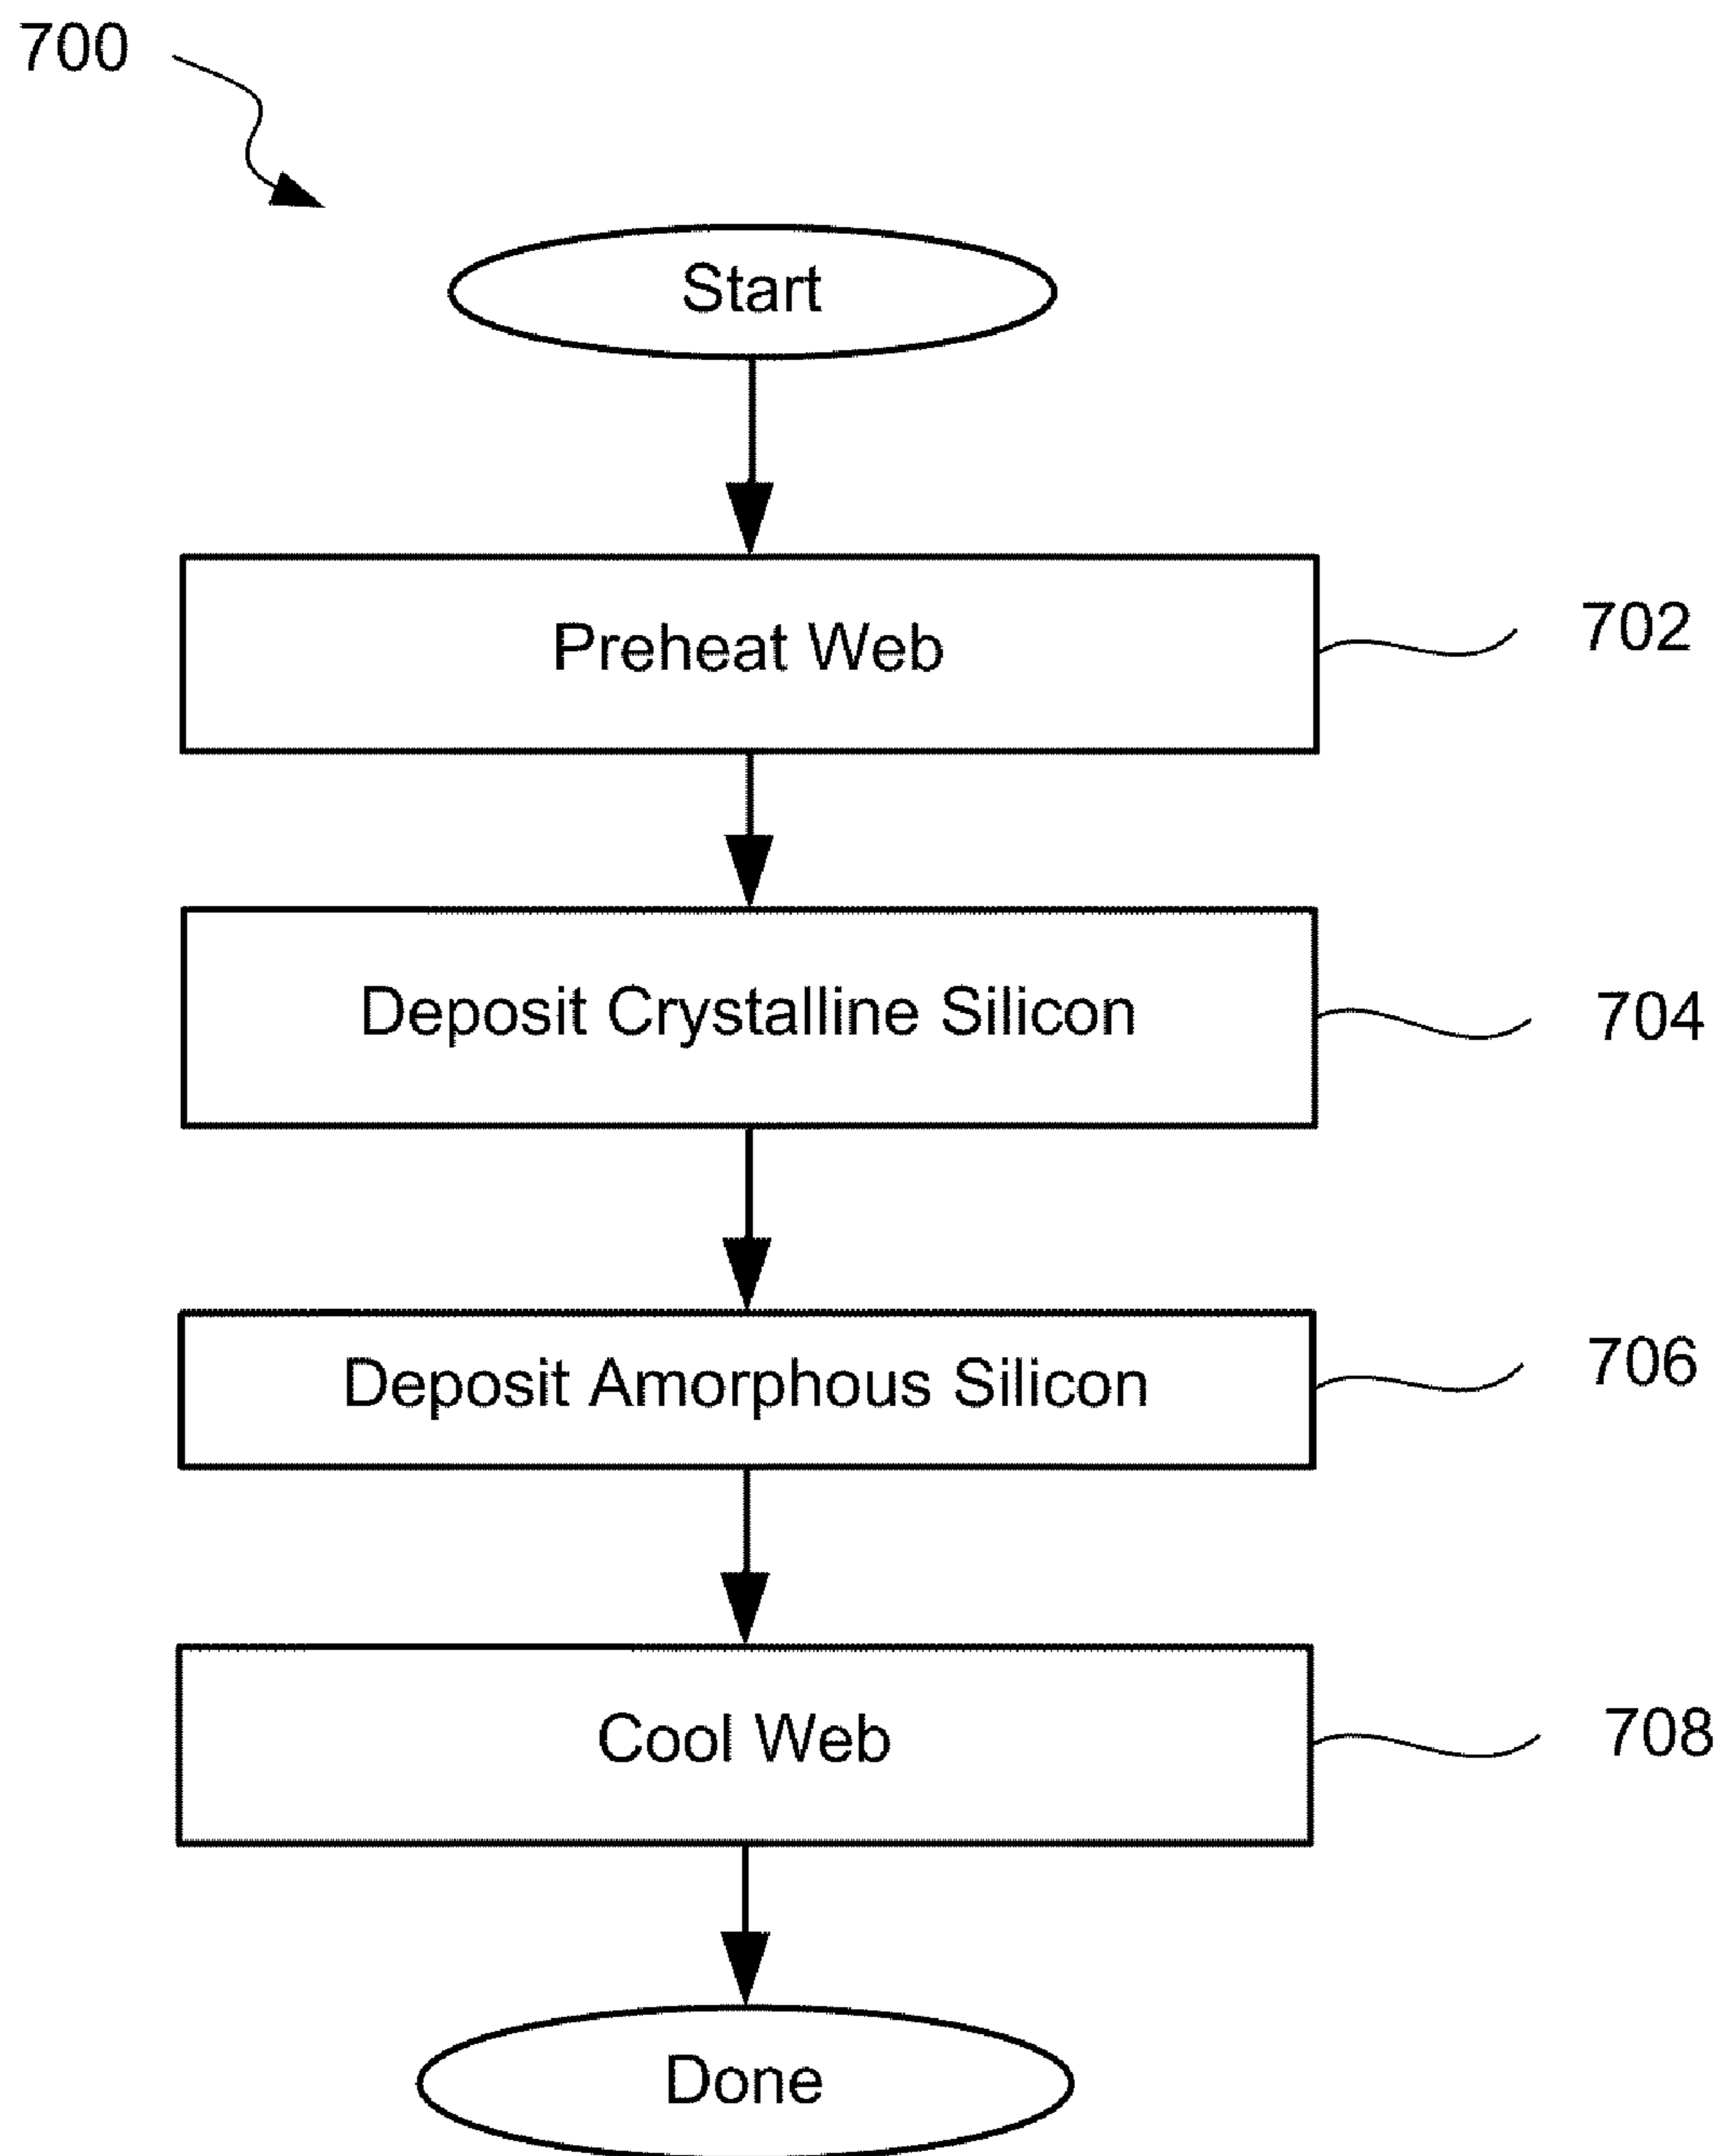 700
Start
Preheat Web
702
Deposit Crystalline Silicon
704
Deposit Amorphous Silicon
706
Cool Web
708
Done